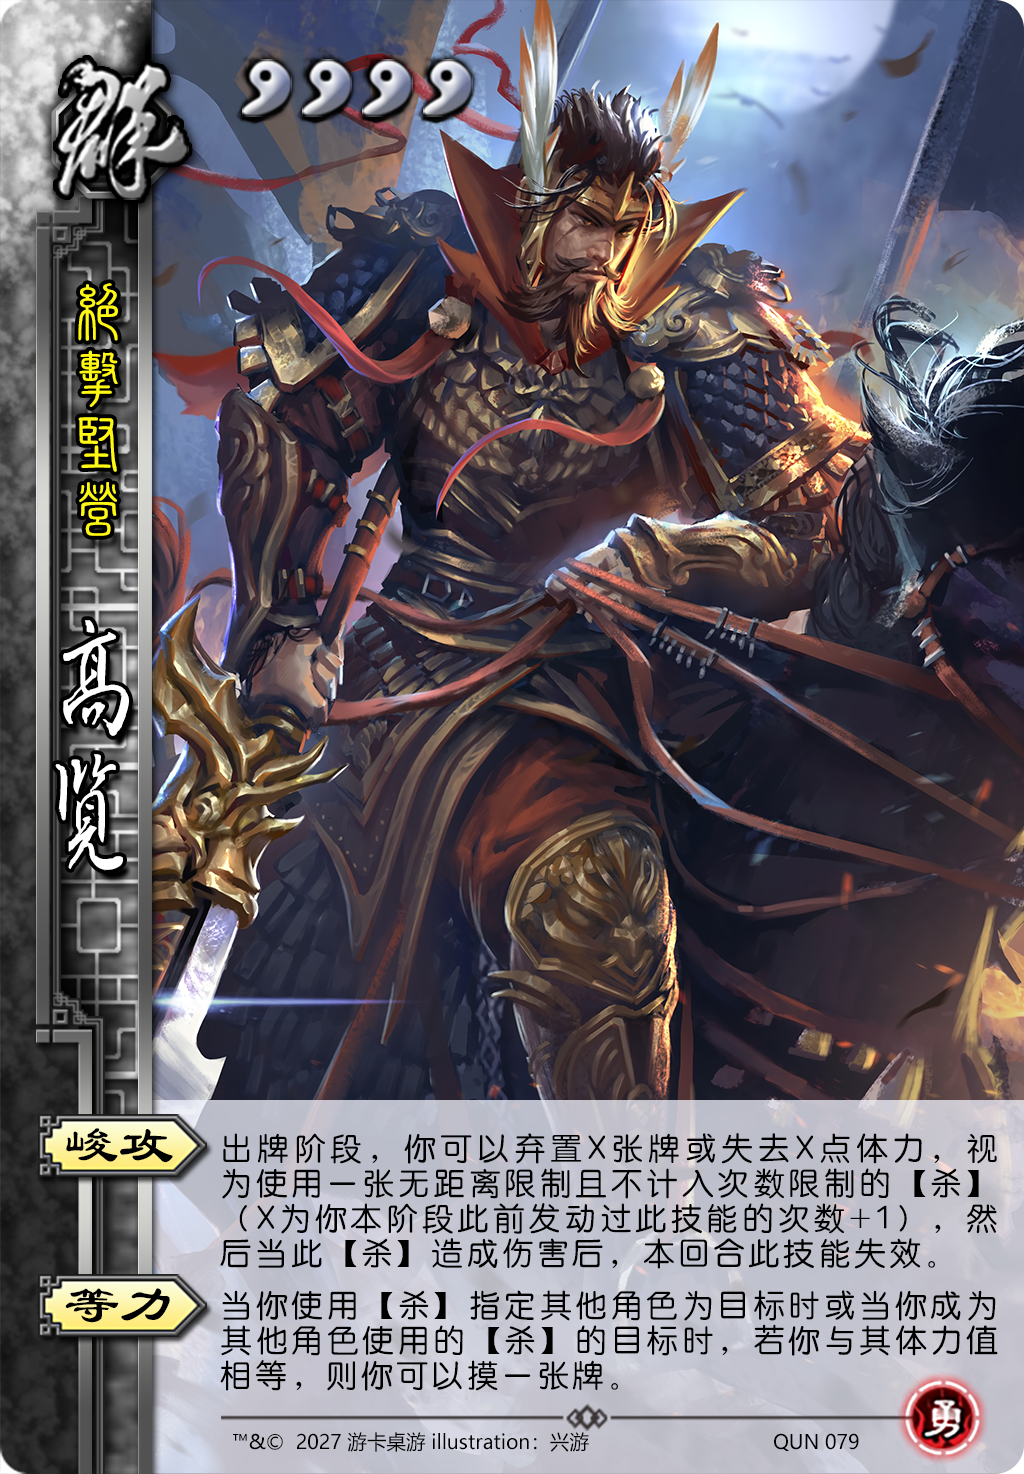 群
絕擊堅營
高覽
峻攻
出牌阶段，你可以弃置X张牌或失去X点体力，视
为使用一张无距离限制且不计入次数限制的【杀】
（X为你本阶段此前发动过此技能的次数+1），然
后当此【杀】造成伤害后，本回合此技能失效。
等力
当你使用【杀】指定其他角色为目标时或当你成为
其他角色使用的【杀】的目标时，若你与其体力值
相等，则你可以摸一张牌。
勇
™&© 2027 游卡桌游 illustration：兴游
QUN 079